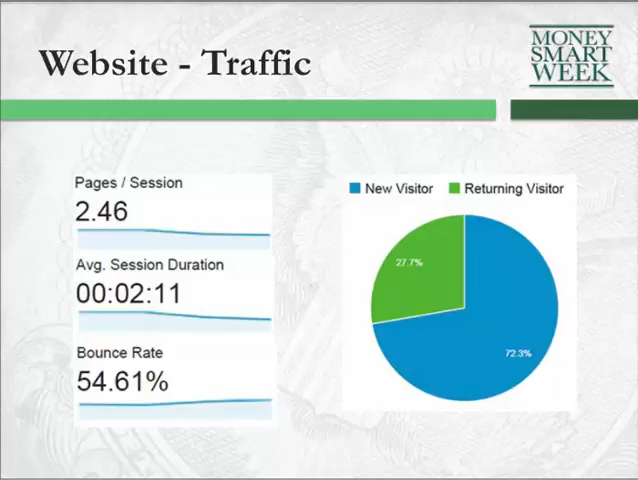 Website - Traffic
MONEY
SMART
WEEK
Pages / Session
2.46
Avg. Session Duration
00:02:11
Bounce Rate
54.61%
New Visitor
Returning Visitor
27.7%
72.3%